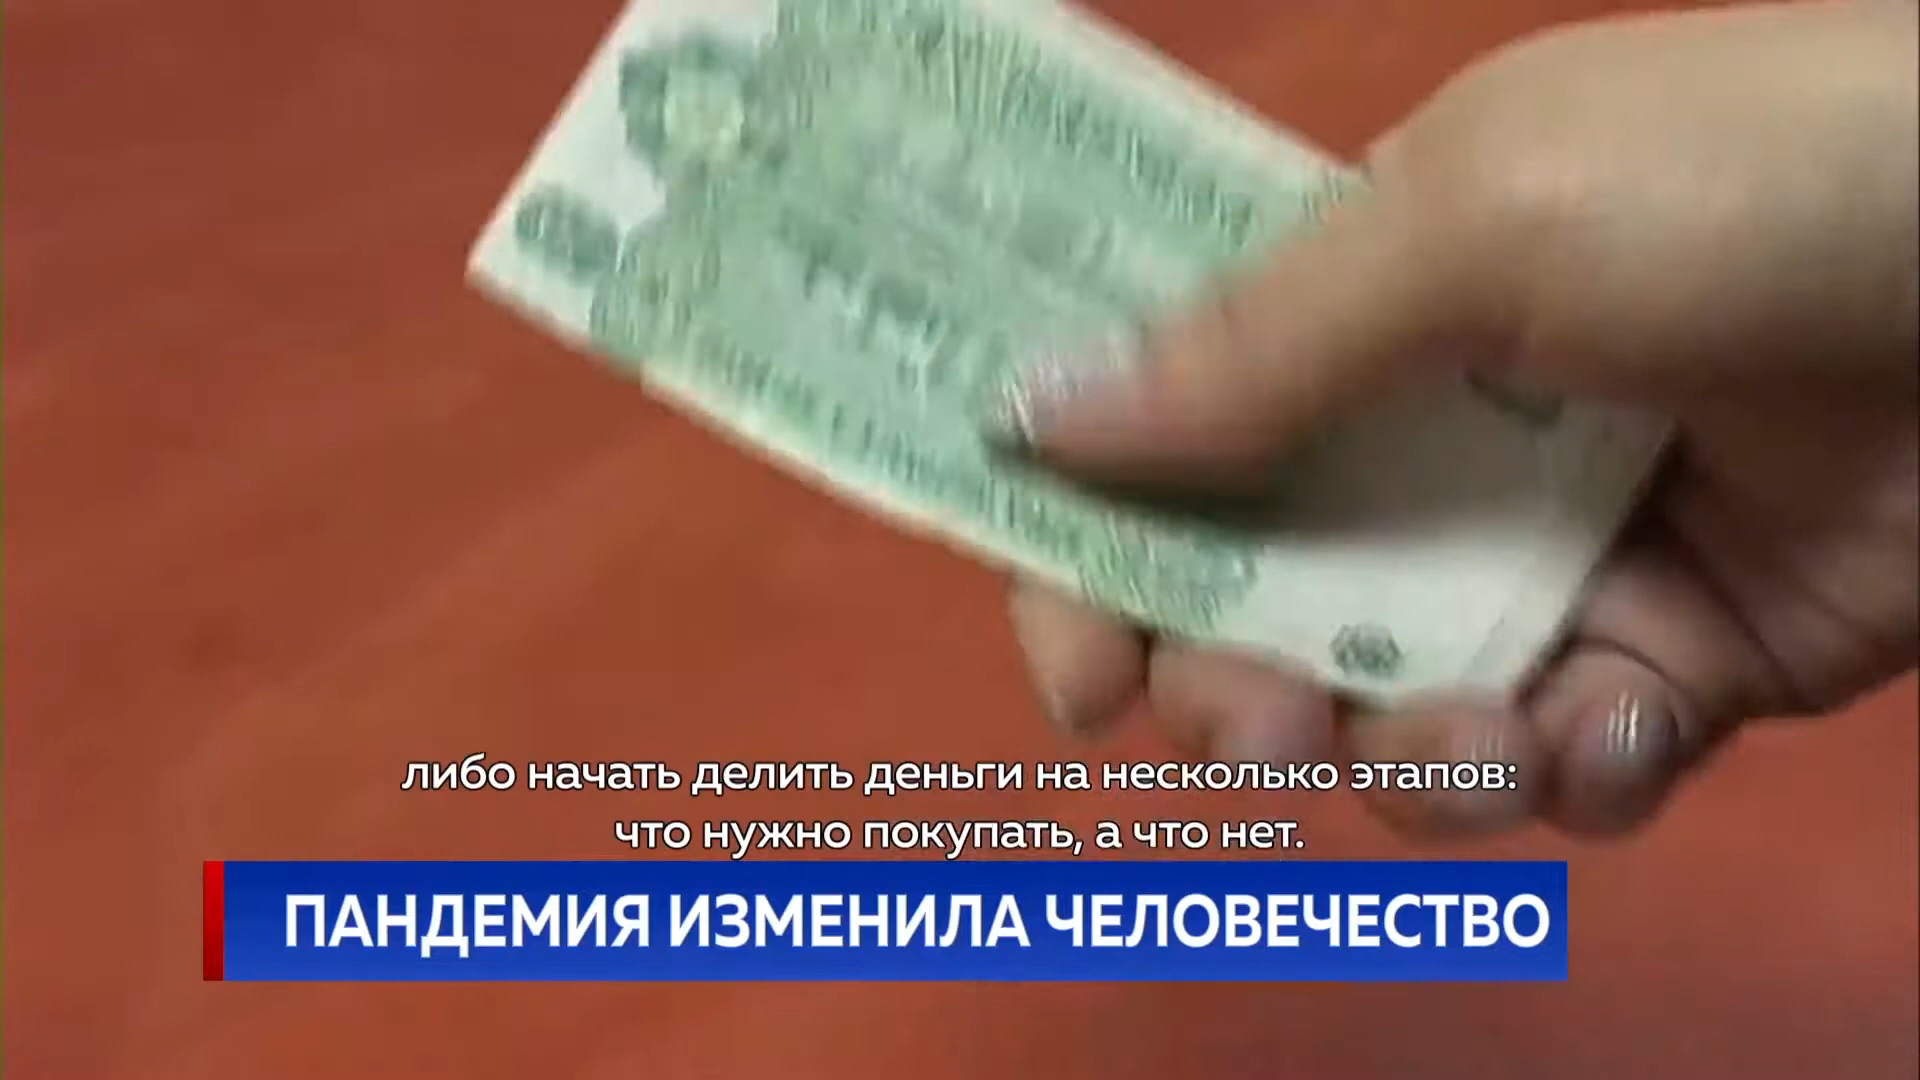 либо начать делить деньги на несколько этапов:
что нужно покупать, а что нет.
ПАНДЕМИЯ ИЗМЕНИЛА ЧЕЛОВЕЧЕСТВО